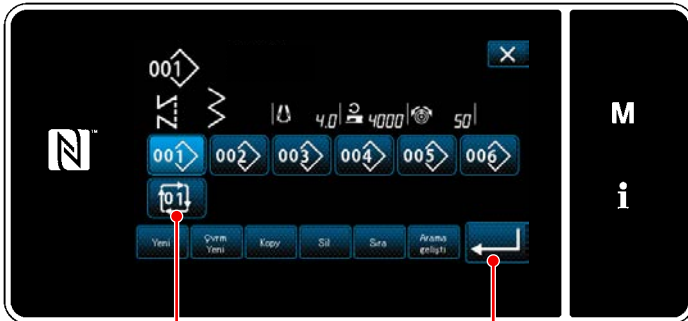 001
4.0 4000 50
001 002 003 004 005 006
01
Yeni Çvrm Yeni Kopy Sil Sıra Arama gelişti
M
i
N